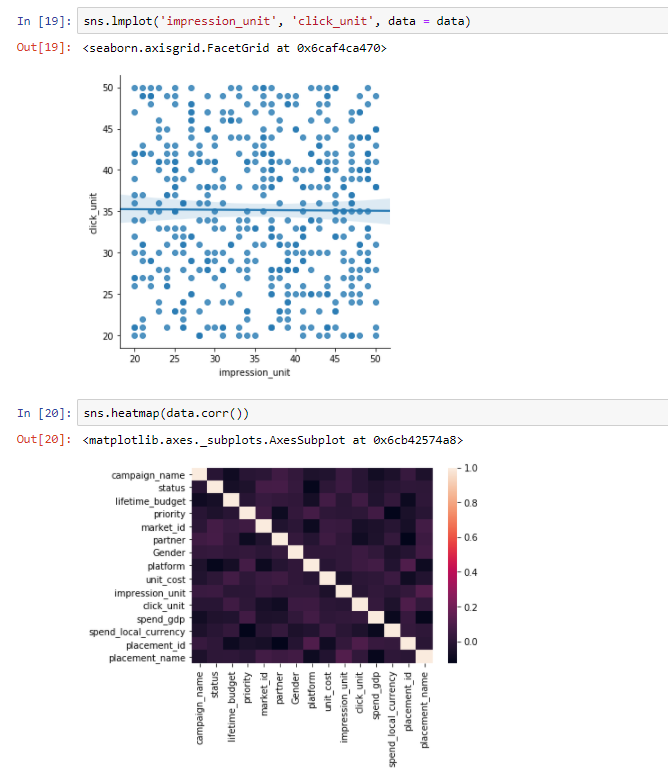 In [19]: sns.lmplot('impression_unit', 'click_unit', data = data)
Out[19]: <seaborn.axisgrid.FacetGrid at 0x6caf4ca470>
50
45
40
35
30
25
20
click_unit
20 25 30 35 40 45 50
impression_unit
In [20]: sns.heatmap(data.corr())
Out[20]: <matplotlib.axes._subplots.AxesSubplot at 0x6cb42574a8>
campaign_name
status
lifetime_budget
priority
market_id
partner
Gender
platform
unit_cost
impression_unit
click_unit
spend_gdp
spend_local_currency
placement_id
placement_name
1.0
0.8
0.6
0.4
0.2
0.0
campaign_name
status
lifetime_budget
priority
market_id
partner
Gender
platform
unit_cost
impression_unit
click_unit
spend_gdp
spend_local_currency
placement_id
placement_name